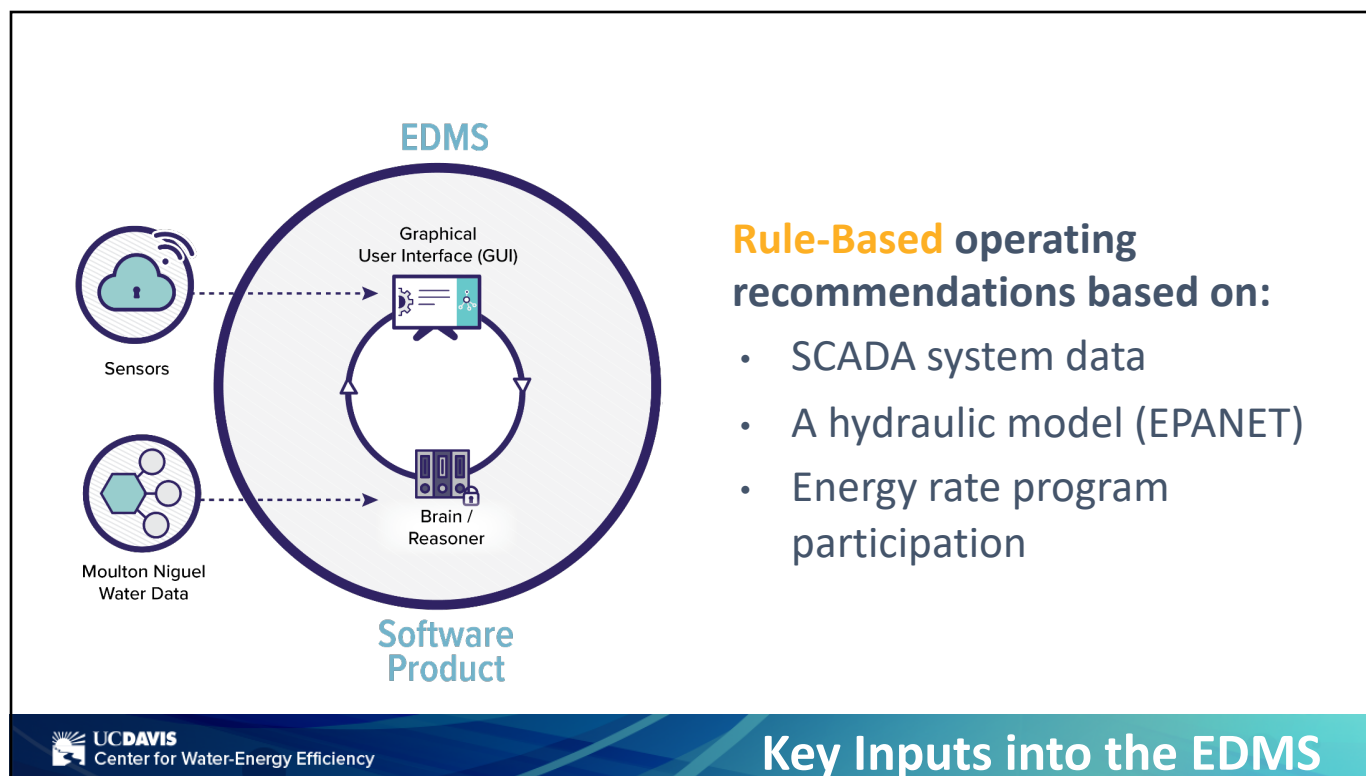 EDMS
Graphical
User Interface (GUI)
Sensors
Brain /
Reasoner
Moulton Niguel
Water Data
Software
Product
Rule-Based operating
recommendations based on:
• SCADA system data
• A hydraulic model (EPANET)
• Energy rate program
participation
UCDAVIS
Center for Water-Energy Efficiency
Key Inputs into the EDMS